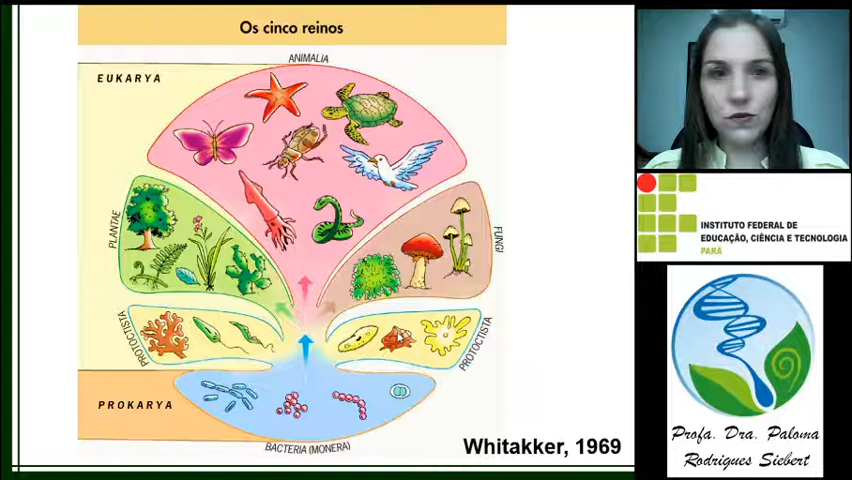 Os cinco reinos
ANIMALIA
EUKARYA
PLANTAE
FUNGI
PROTOCTISTA
PROTOCTISTA
PROKARYA
BACTERIA (MONERA)
Whitakker, 1969
INSTITUTO FEDERAL DE
EDUCAÇÃO, CIÊNCIA E TECNOLOGIA
PARÁ
Profa. Dra. Paloma
Rodrigues Siebert